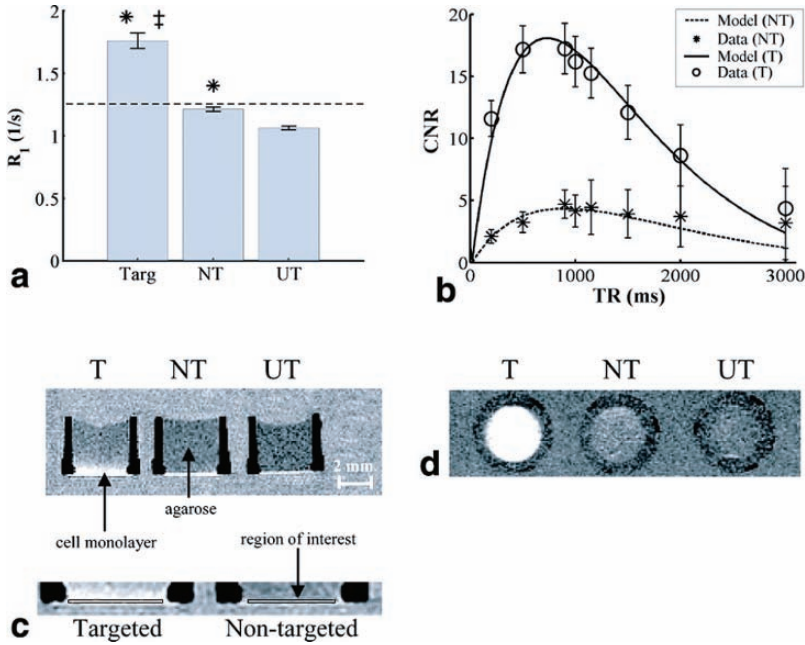 * ‡
*
2
1.5
1
0.5
0
R1 (1/s)
Targ NT UT
a
20
15
10
5
0
CNR
0 1000 2000 3000
TR (ms)
Model (NT)
Data (NT)
Model (T)
Data (T)
b
T NT UT
2 mm
agarose
cell monolayer
region of interest
Targeted Non-targeted
c
T NT UT
d